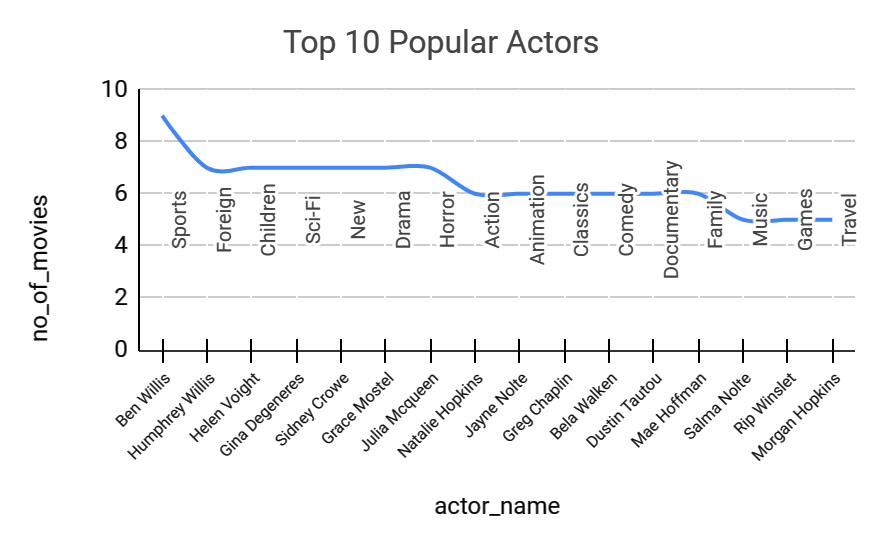 Top 10 Popular Actors
no_of_movies
10
8
6
4
2
0
Sports
Foreign
Children
Sci-Fi
New
Drama
Horror
Action
Animation
Classics
Comedy
Documentary
Family
Music
Games
Travel
Ben Willis
Humphrey Willis
Helen Voight
Gina Degeneres
Sidney Crowe
Grace Mostel
Julia Mcqueen
Natalie Hopkins
Jayne Nolte
Greg Chaplin
Bela Walken
Dustin Tautou
Mae Hoffman
Salma Nolte
Rip Winslet
Morgan Hopkins
actor_name